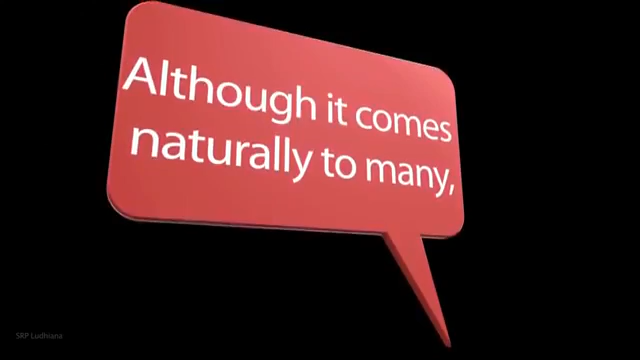 Although it comes
naturally to many,
SRP Ludhiana